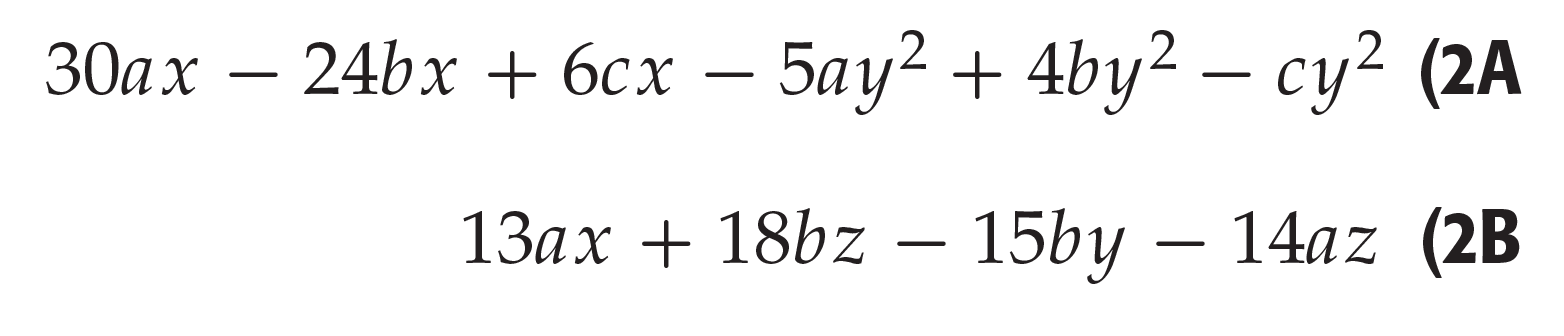 30ax − 24bx + 6cx − 5ay² + 4by² − cy² (2A
13ax + 18bz − 15by − 14az (2B